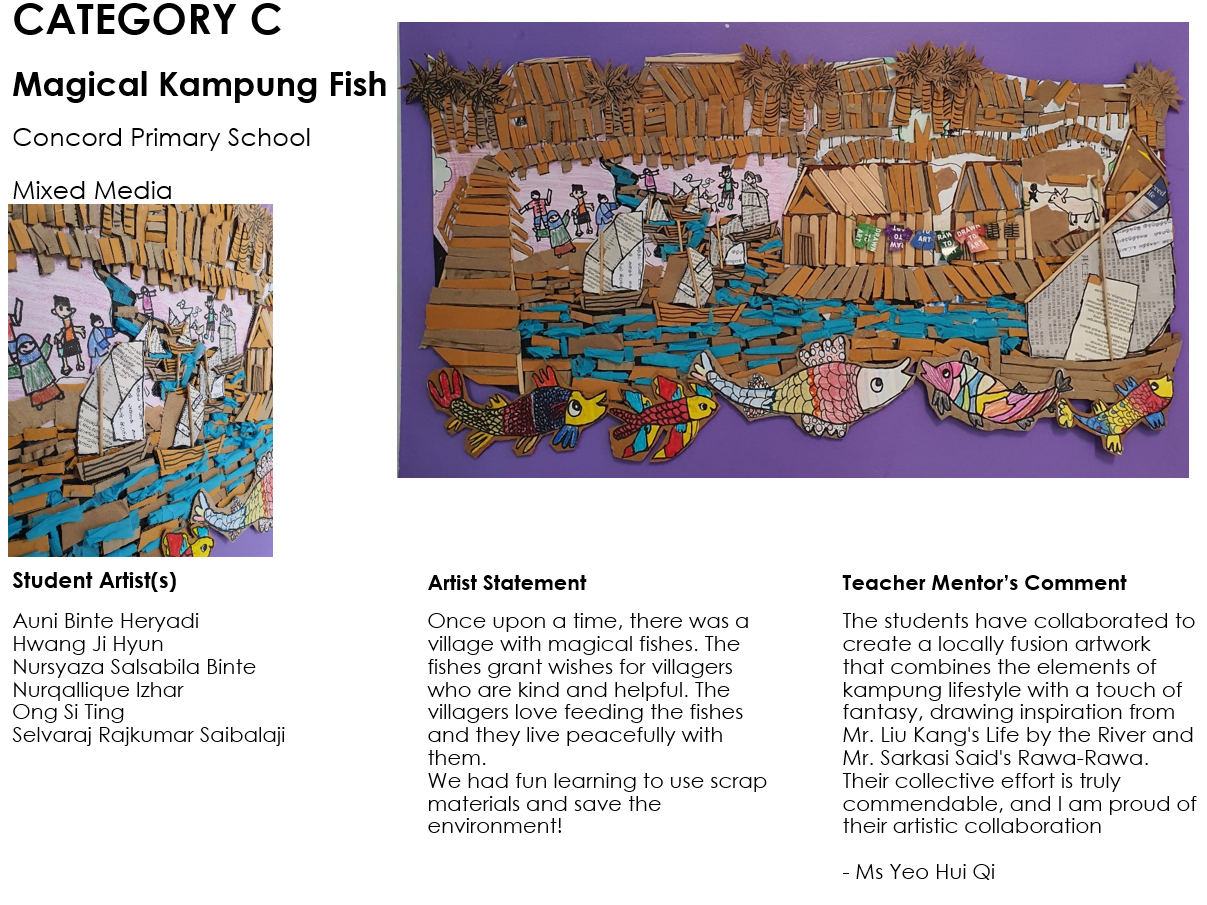 CATEGORY C
Magical Kampung Fish
Concord Primary School
Mixed Media
Student Artist(s)
Auni Binte Heryadi
Hwang Ji Hyun
Nursyaza Salsabila Binte
Nurqallique Izhar
Ong Si Ting
Selvaraj Rajkumar Saibalaji
Artist Statement
Once upon a time, there was a
village with magical fishes. The
fishes grant wishes for villagers
who are kind and helpful. The
villagers love feeding the fishes
and they live peacefully with
them.
We had fun learning to use scrap
materials and save the
environment!
Teacher Mentor’s Comment
The students have collaborated to
create a locally fusion artwork
that combines the elements of
kampung lifestyle with a touch of
fantasy, drawing inspiration from
Mr. Liu Kang's Life by the River and
Mr. Sarkasi Said's Rawa-Rawa.
Their collective effort is truly
commendable, and I am proud of
their artistic collaboration
- Ms Yeo Hui Qi